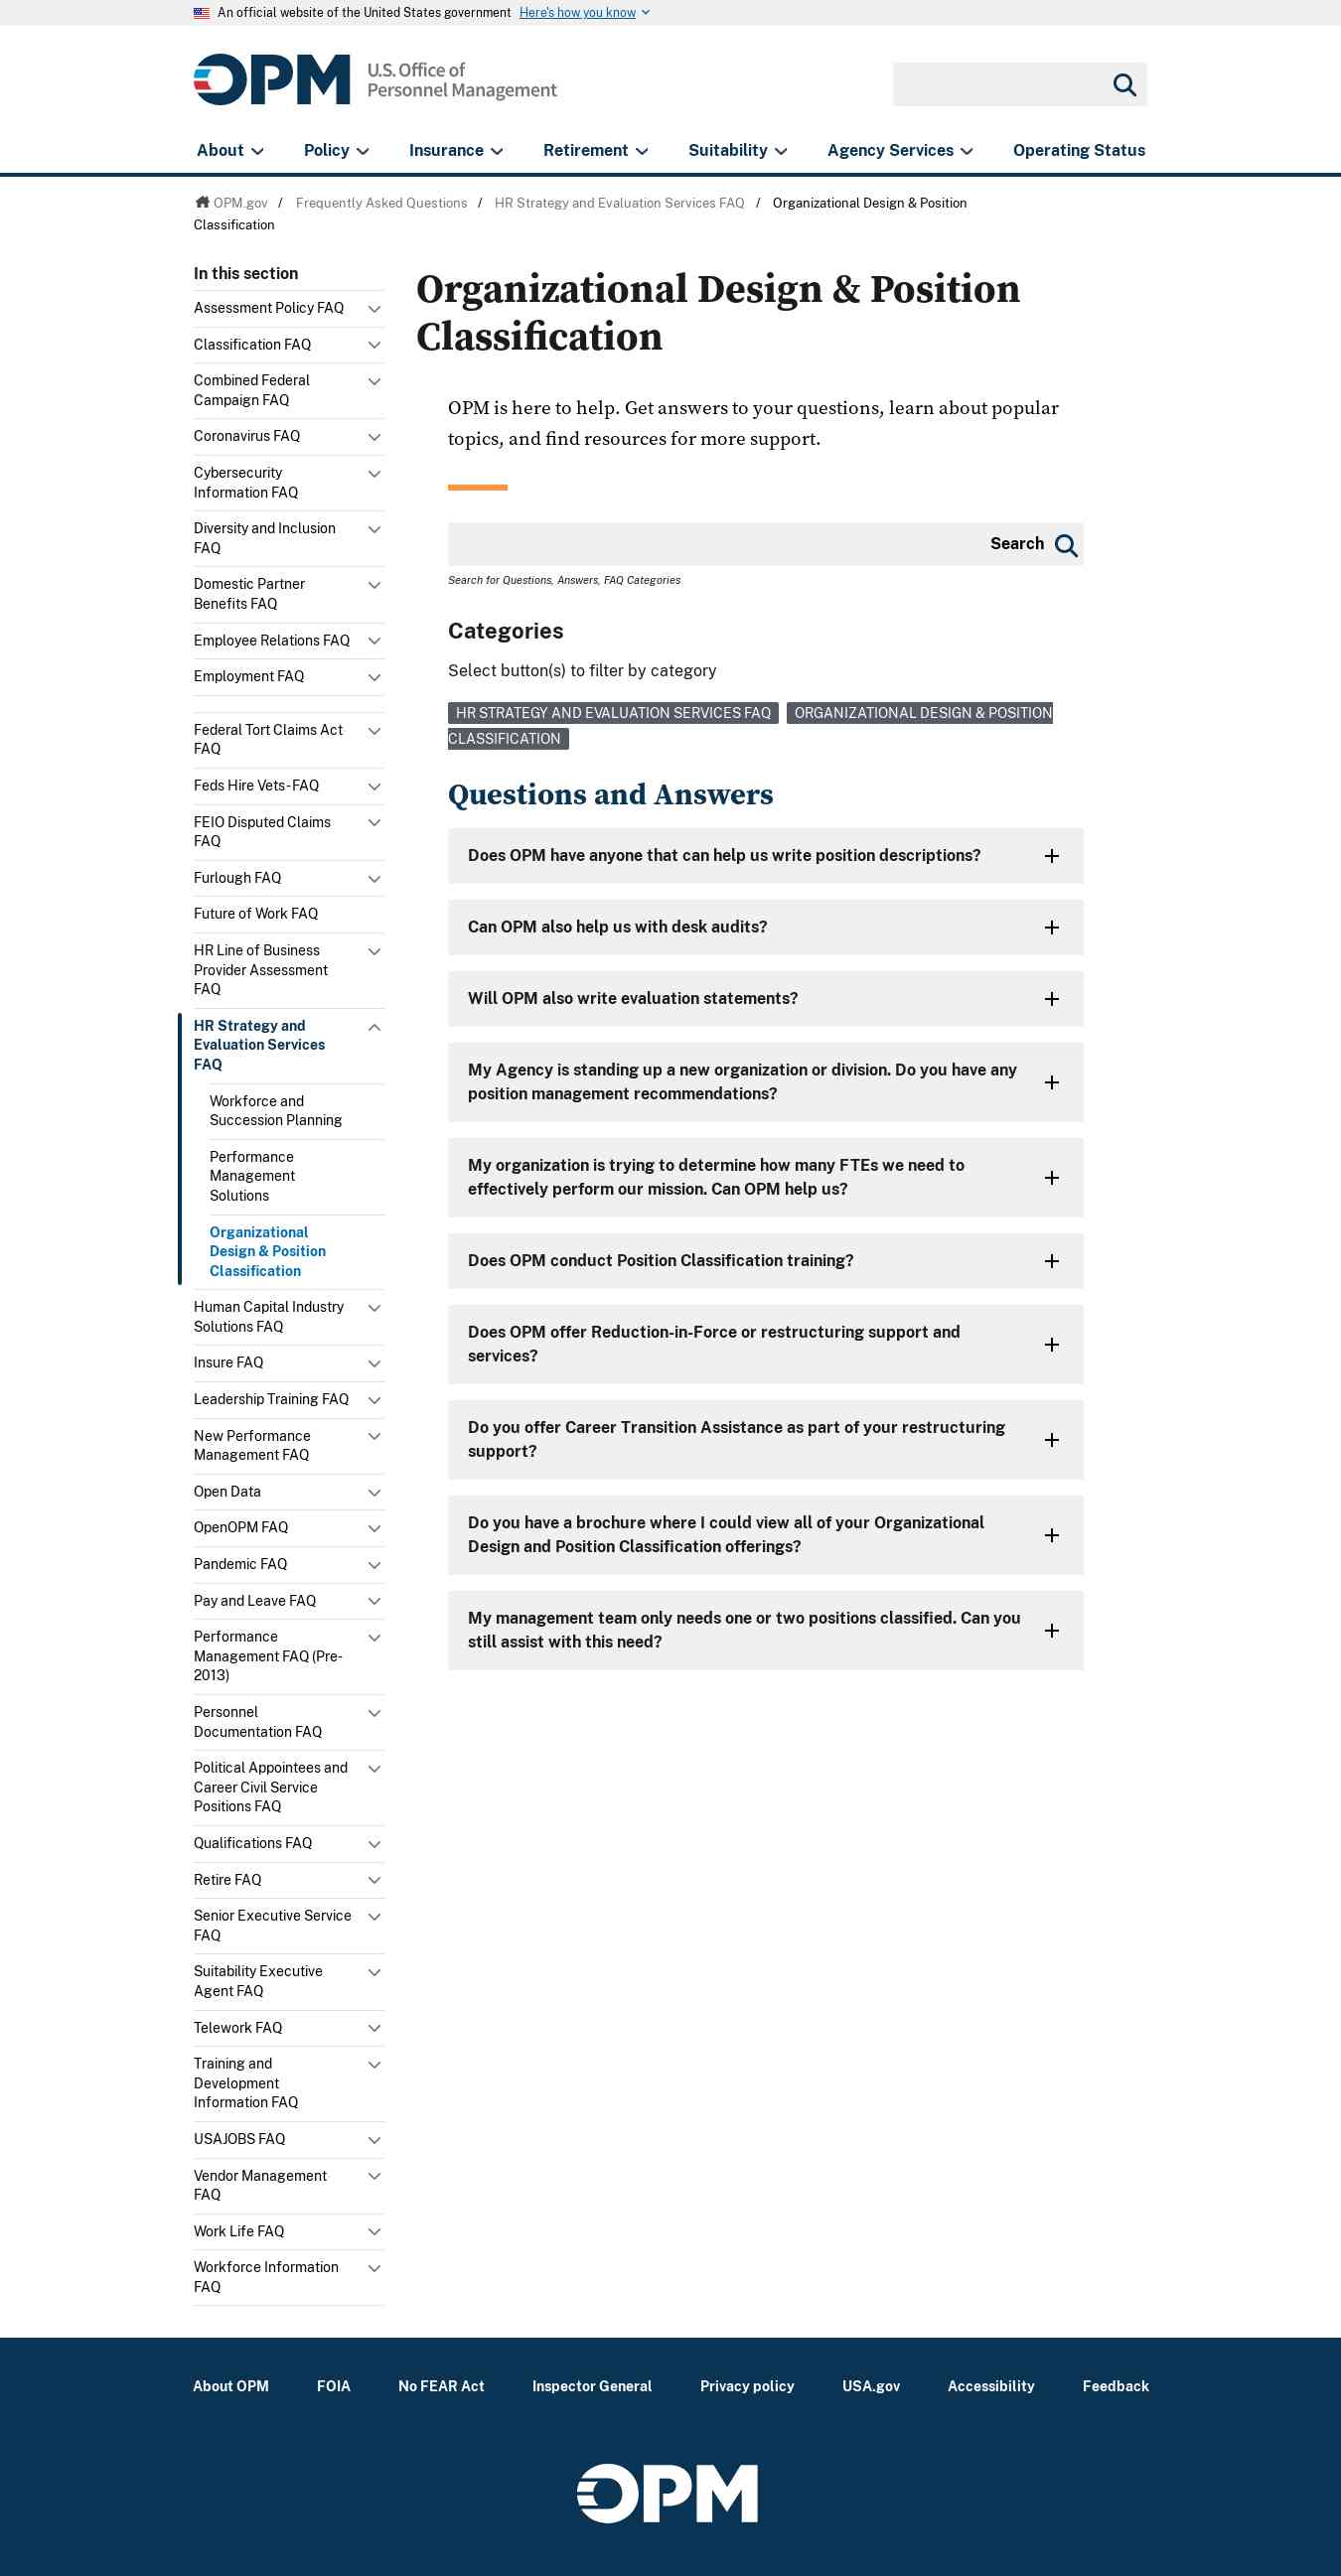 An official website of the United States government Here's how you know
OPM U.S. Office of
Personnel Management
About Policy Insurance Retirement Suitability Agency Services Operating Status
OPM.gov / Frequently Asked Questions / HR Strategy and Evaluation Services FAQ / Organizational Design & Position
Classification
In this section
Assessment Policy FAQ
Classification FAQ
Combined Federal
Campaign FAQ
Coronavirus FAQ
Cybersecurity
Information FAQ
Diversity and Inclusion
FAQ
Domestic Partner
Benefits FAQ
Employee Relations FAQ
Employment FAQ
Federal Tort Claims Act
FAQ
Feds Hire Vets-FAQ
FEIO Disputed Claims
FAQ
Furlough FAQ
Future of Work FAQ
HR Line of Business
Provider Assessment
FAQ
HR Strategy and
Evaluation Services
FAQ
Workforce and
Succession Planning
Performance
Management
Solutions
Organizational
Design & Position
Classification
Human Capital Industry
Solutions FAQ
Insure FAQ
Leadership Training FAQ
New Performance
Management FAQ
Open Data
OpenOPM FAQ
Pandemic FAQ
Pay and Leave FAQ
Performance
Management FAQ (Pre-
2013)
Personnel
Documentation FAQ
Political Appointees and
Career Civil Service
Positions FAQ
Qualifications FAQ
Retire FAQ
Senior Executive Service
FAQ
Suitability Executive
Agent FAQ
Telework FAQ
Training and
Development
Information FAQ
USAJOBS FAQ
Vendor Management
FAQ
Work Life FAQ
Workforce Information
FAQ
Organizational Design & Position
Classification
OPM is here to help. Get answers to your questions, learn about popular
topics, and find resources for more support.
Search
Search for Questions, Answers, FAQ Categories
Categories
Select button(s) to filter by category
HR STRATEGY AND EVALUATION SERVICES FAQ ORGANIZATIONAL DESIGN & POSITION
CLASSIFICATION
Questions and Answers
Does OPM have anyone that can help us write position descriptions?
Can OPM also help us with desk audits?
Will OPM also write evaluation statements?
My Agency is standing up a new organization or division. Do you have any
position management recommendations?
My organization is trying to determine how many FTEs we need to
effectively perform our mission. Can OPM help us?
Does OPM conduct Position Classification training?
Does OPM offer Reduction-in-Force or restructuring support and
services?
Do you offer Career Transition Assistance as part of your restructuring
support?
Do you have a brochure where I could view all of your Organizational
Design and Position Classification offerings?
My management team only needs one or two positions classified. Can you
still assist with this need?
About OPM FOIA No FEAR Act Inspector General Privacy policy USA.gov Accessibility Feedback
OPM